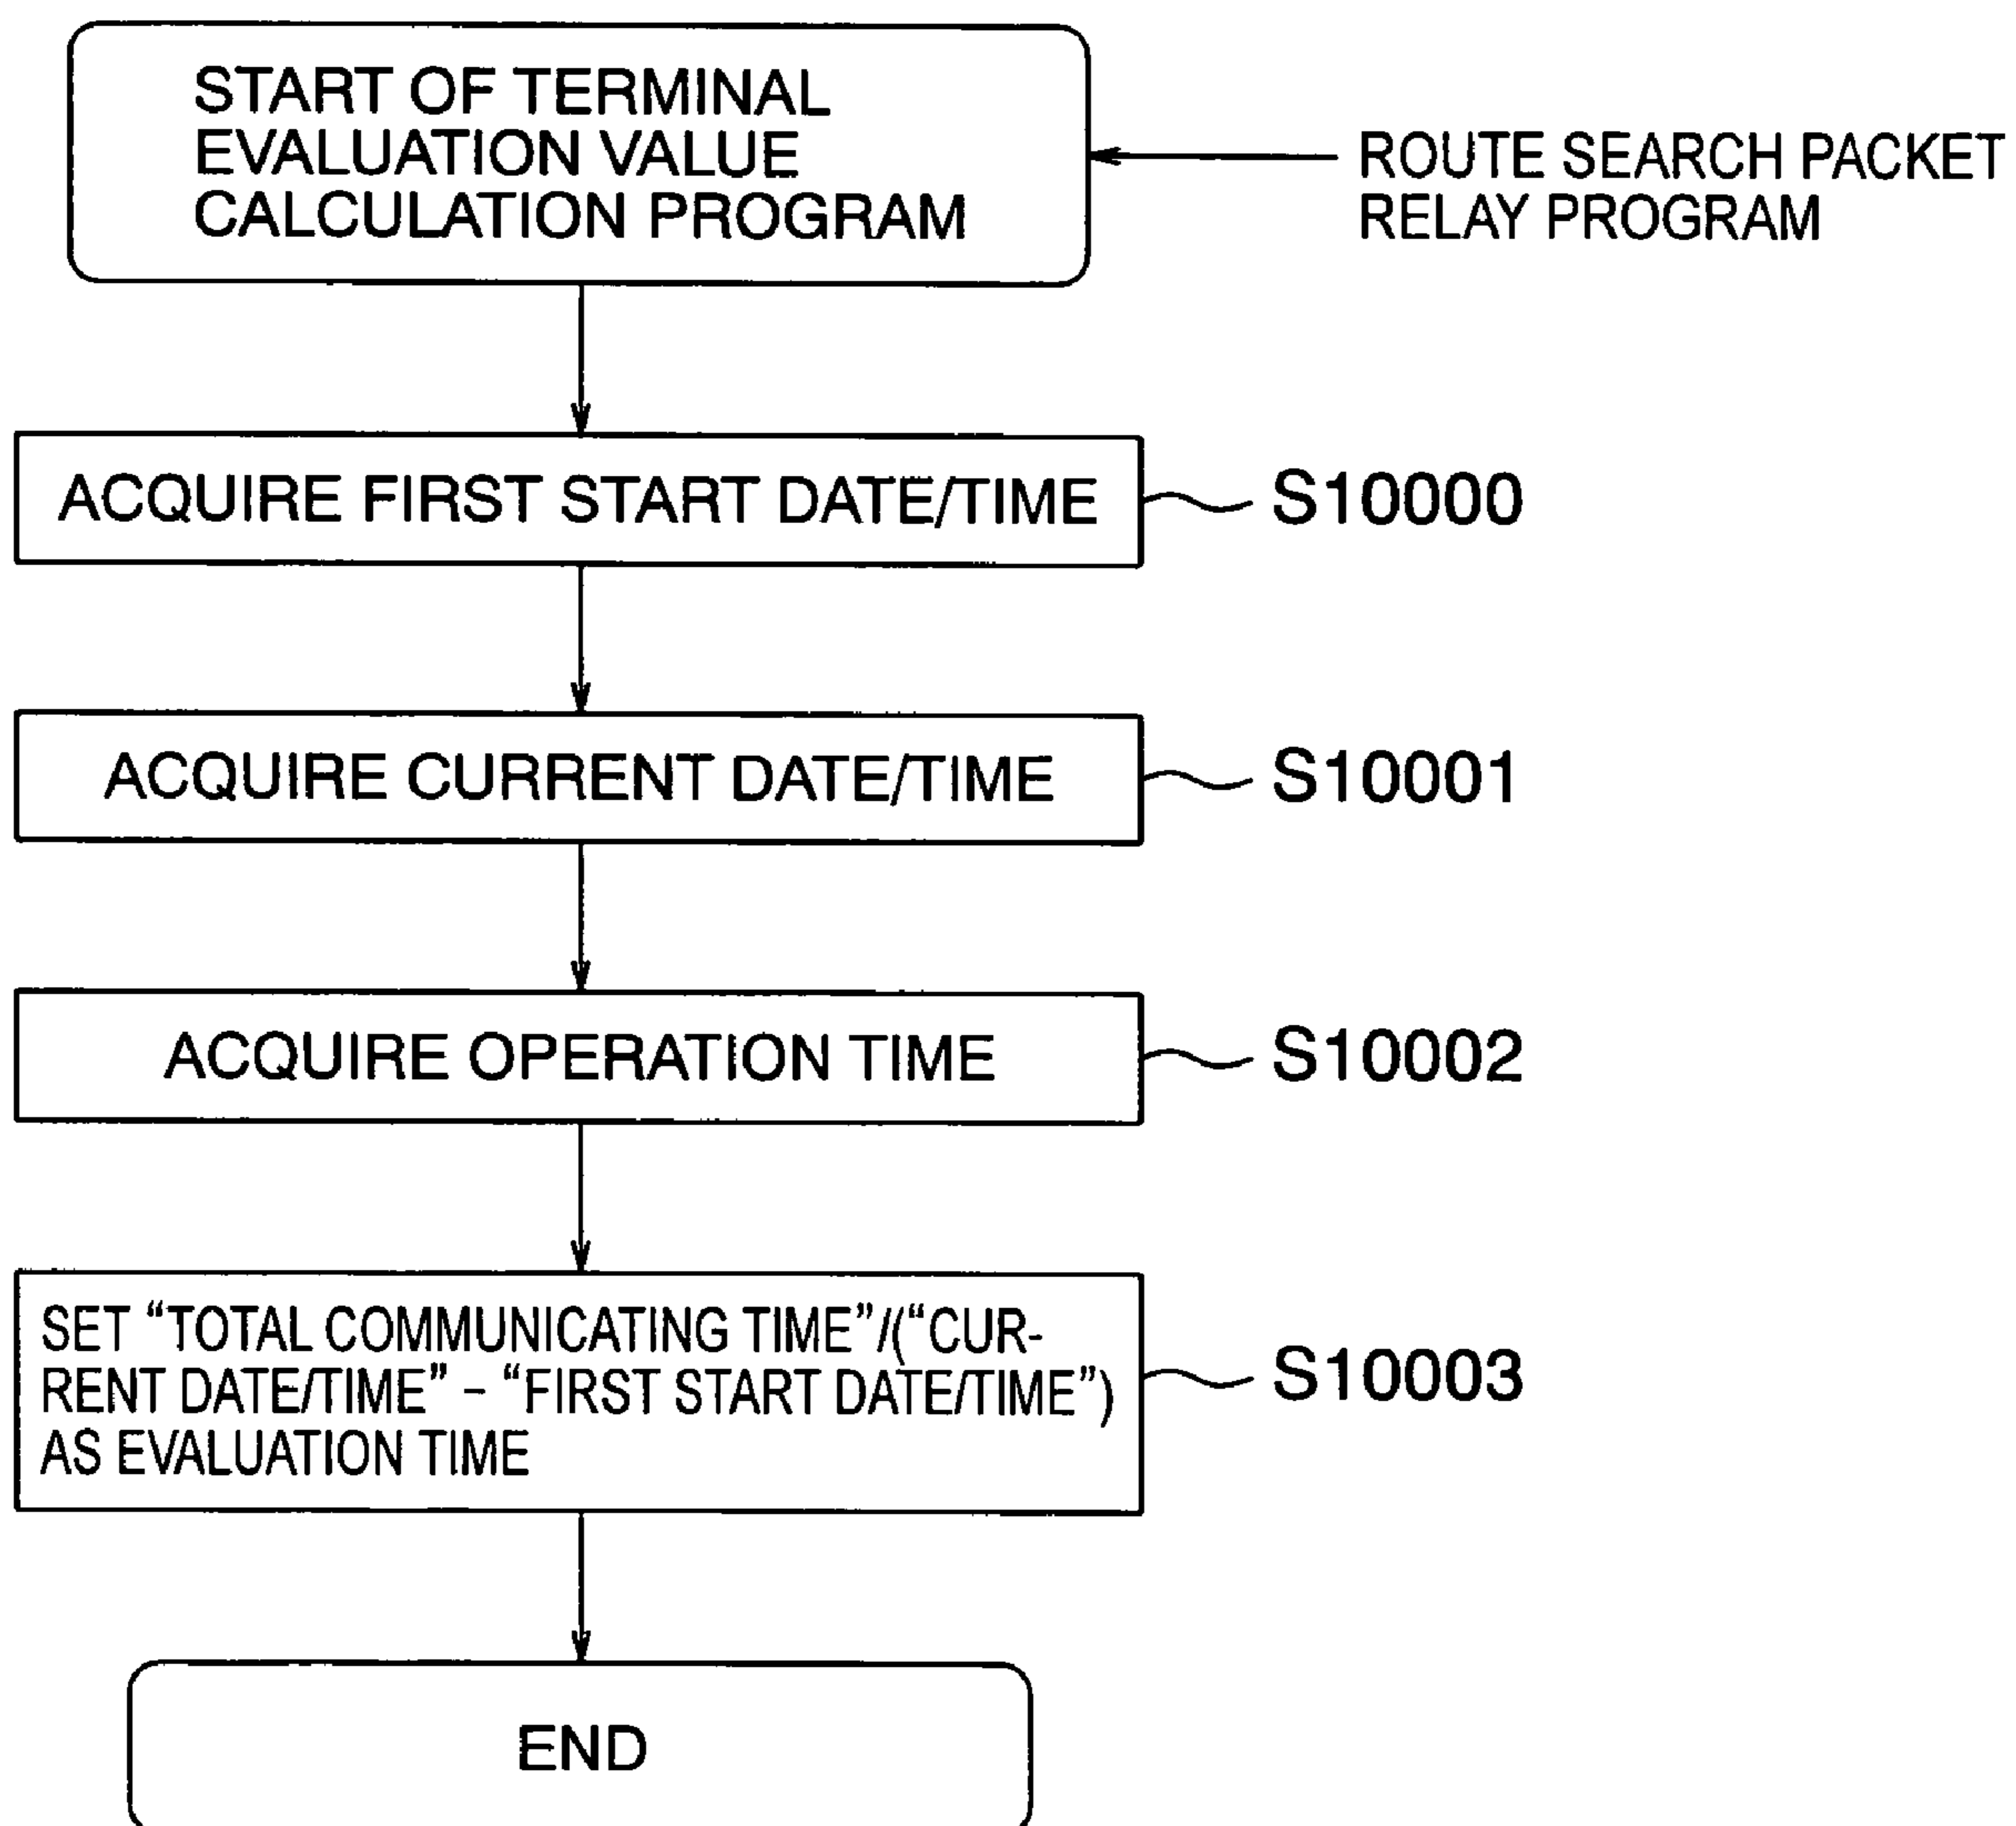 START OF TERMINAL
EVALUATION VALUE
CALCULATION PROGRAM
ROUTE SEARCH PACKET
RELAY PROGRAM
ACQUIRE FIRST START DATE/TIME
S10000
ACQUIRE CURRENT DATE/TIME
S10001
ACQUIRE OPERATION TIME
S10002
SET “TOTAL COMMUNICATING TIME”/(“CUR-
RENT DATE/TIME” – “FIRST START DATE/TIME”)
AS EVALUATION TIME
S10003
END